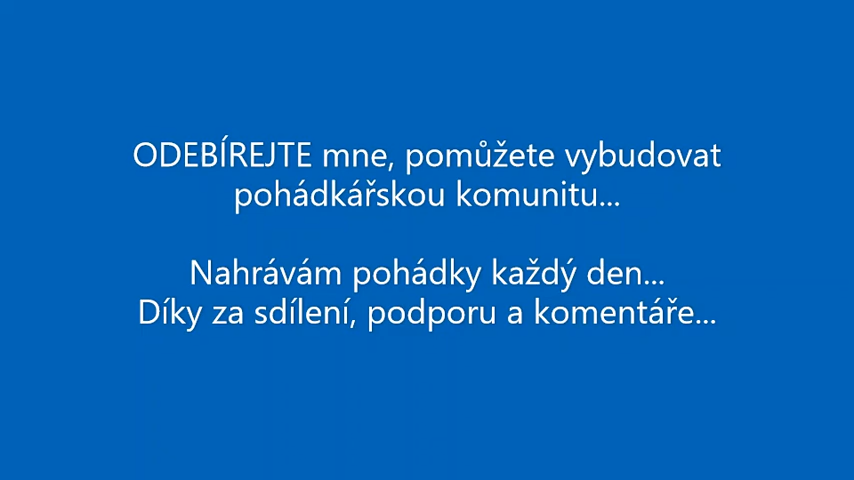 ODEBÍREJTE mne, pomůžete vybudovat
pohádkářskou komunitu...
Nahrávám pohádky každý den...
Díky za sdílení, podporu a komentáře...